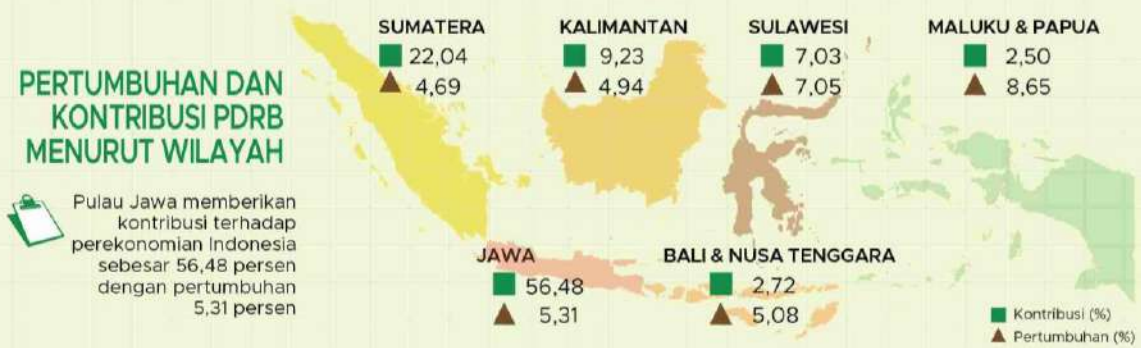 PERTUMBUHAN DAN
KONTRIBUSI PDRB
MENURUT WILAYAH
Pulau Jawa memberikan
kontribusi terhadap
perekonomian Indonesia
sebesar 56,48 persen
dengan pertumbuhan
5,31 persen
SUMATERA
22,04
4,69
KALIMANTAN
9,23
4,94
SULAWESI
7,03
7,05
MALUKU & PAPUA
2,50
8,65
JAWA
56,48
5,31
BALI & NUSA TENGGARA
2,72
5,08
Kontribusi (%)
Pertumbuhan (%)